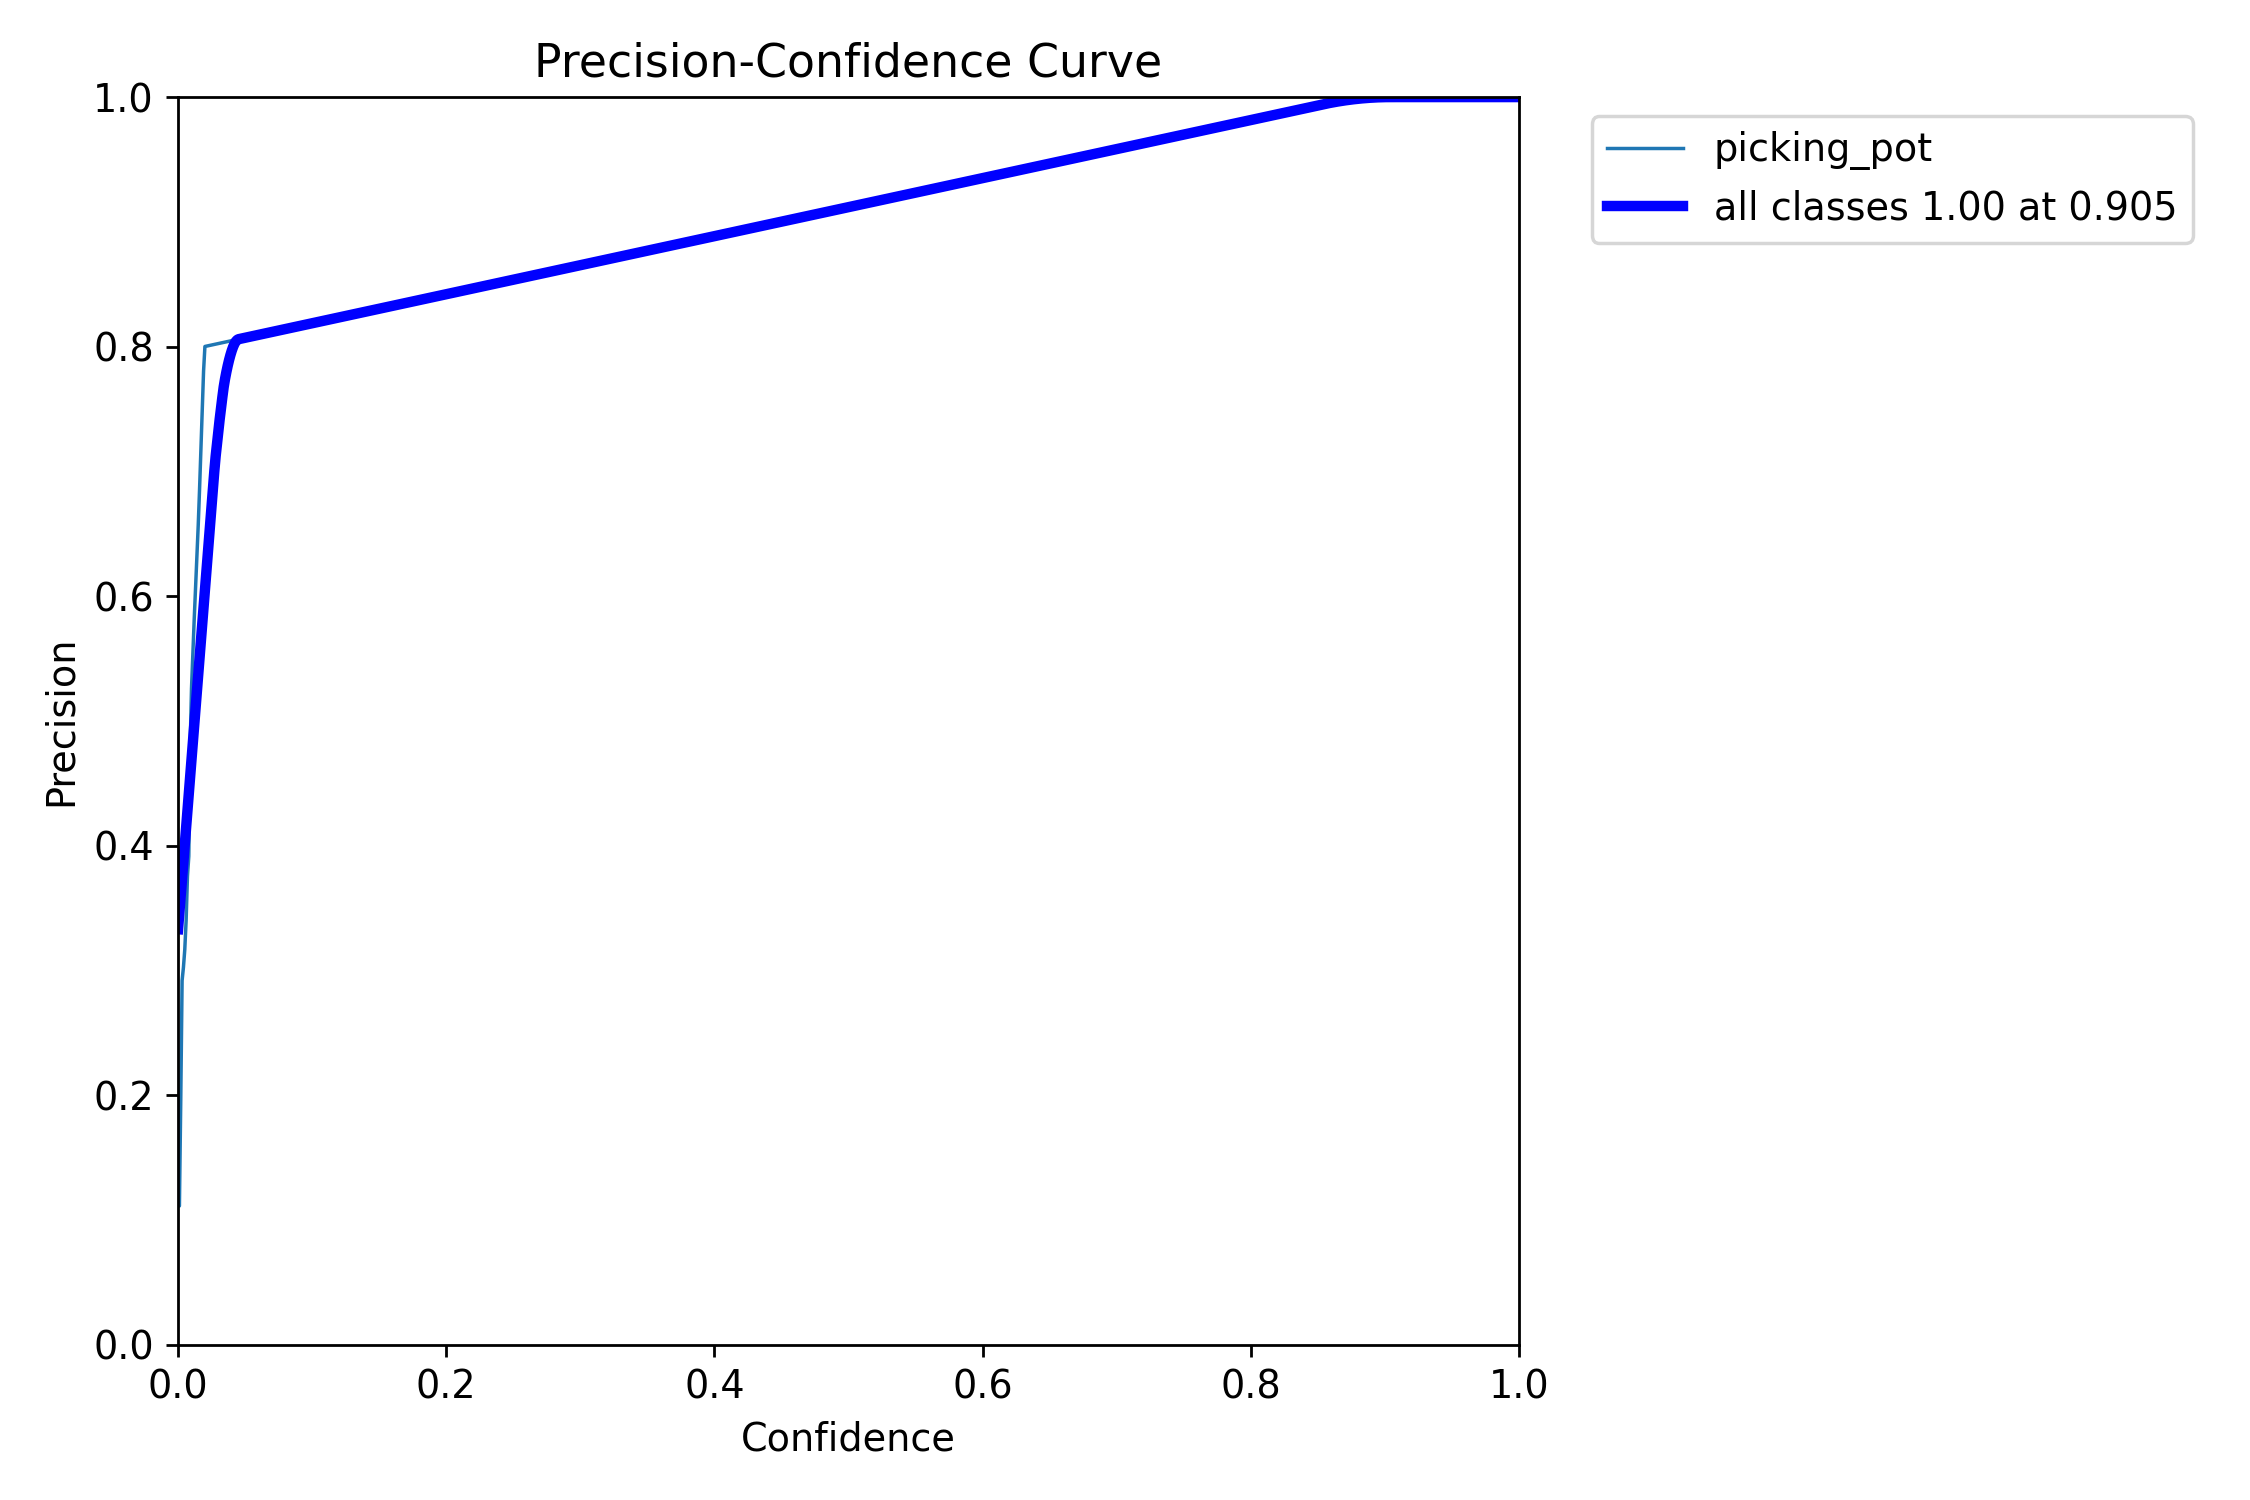 Precision-Confidence Curve
picking_pot
all classes 1.00 at 0.905
Precision
1.0
0.8
0.6
0.4
0.2
0.0
0.0 0.2 0.4 0.6 0.8 1.0
Confidence